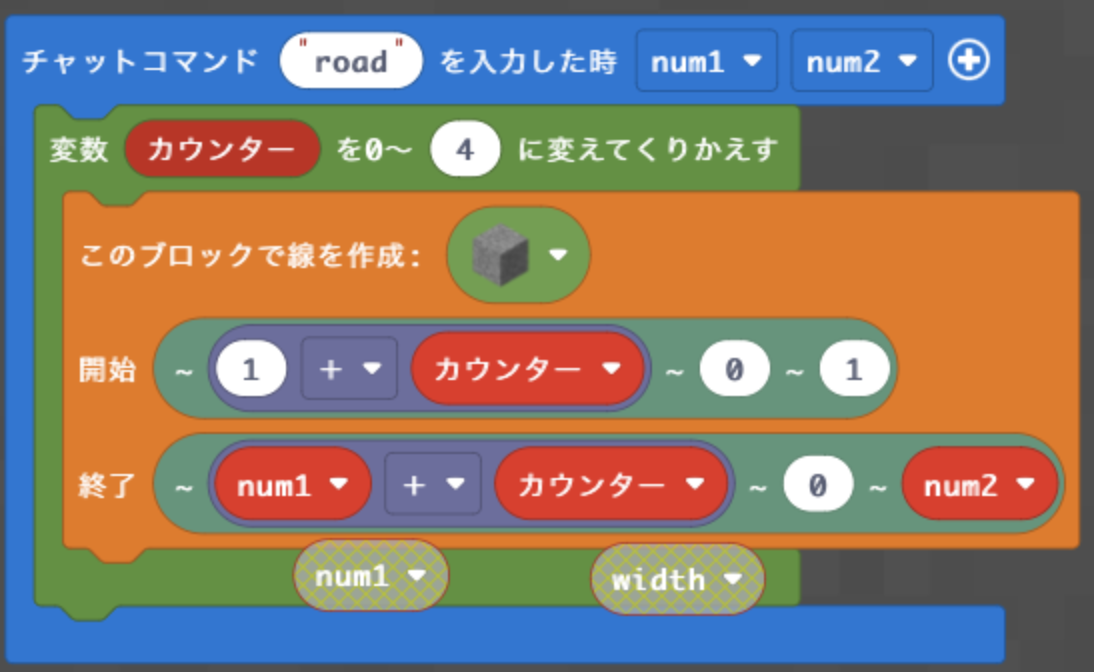 チャットコマンド "road" を入力した時 num1 num2
変数 カウンター を0〜 4 に変えてくりかえす
このブロックで線を作成:
開始 ~ 1 + カウンター ~ 0 ~ 1
終了 ~ num1 + カウンター ~ 0 ~ num2
num1 width